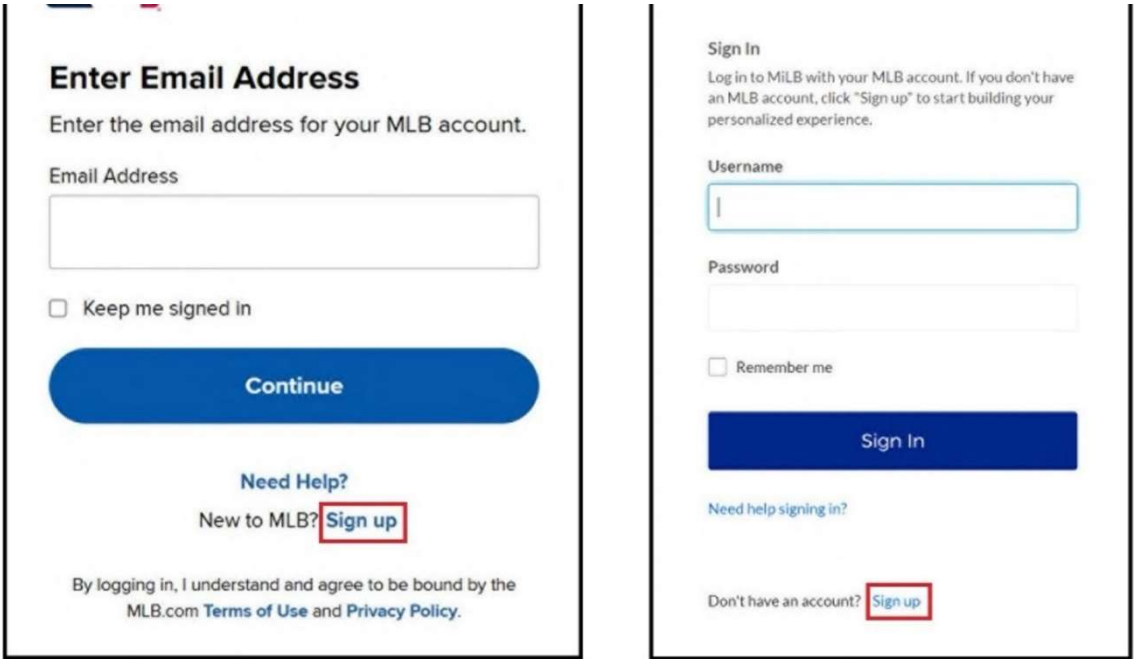 Enter Email Address
Enter the email address for your MLB account.
Email Address
Keep me signed in
Continue
Need Help?
New to MLB? Sign up
By logging in, I understand and agree to be bound by the
MLB.com Terms of Use and Privacy Policy.
Sign In
Log in to MiLB with your MLB account. If you don't have
an MLB account, click "Sign up" to start building your
personalized experience.
Username
Password
Remember me
Sign In
Need help signing in?
Don't have an account? Sign up